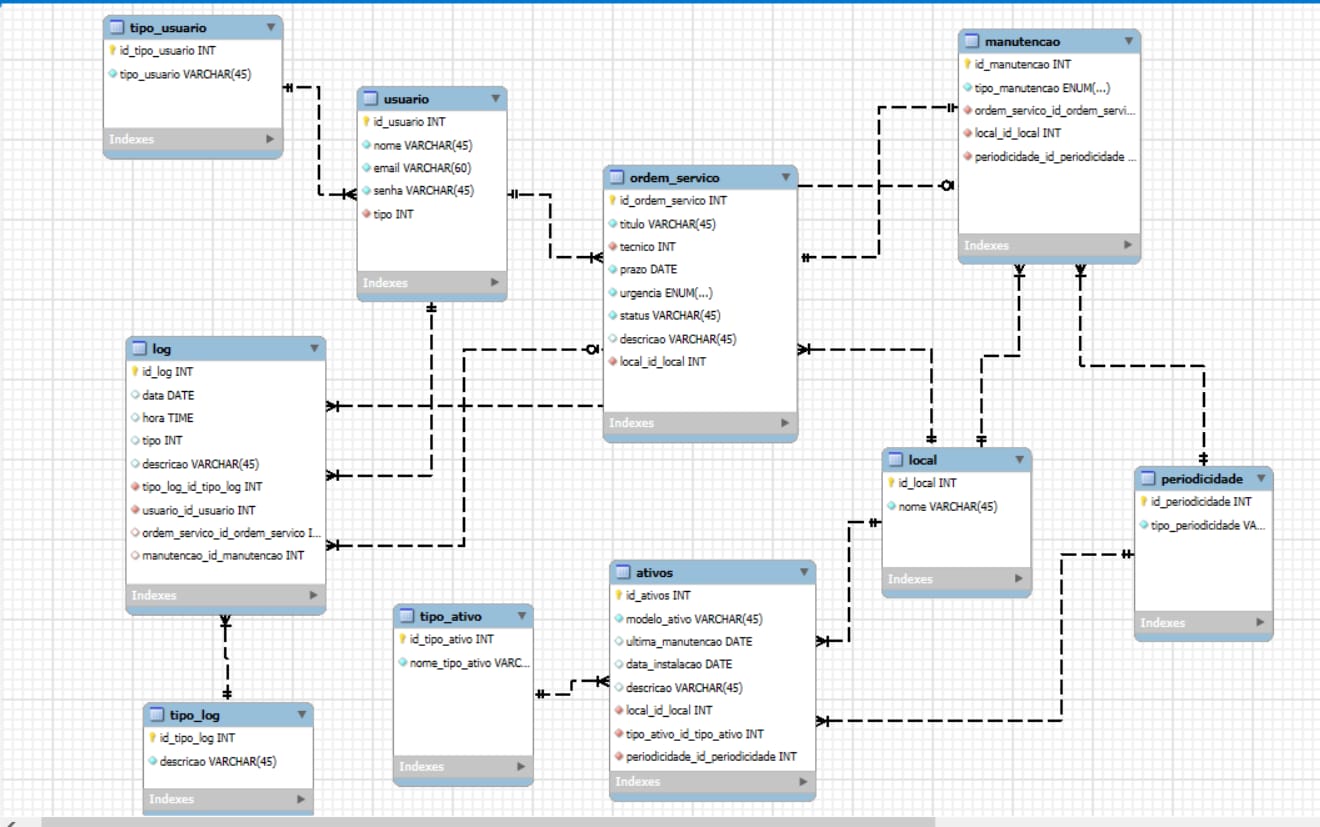 tipo_usuario
id_tipo_usuario INT
tipo_usuario VARCHAR(45)
Indexes
usuario
id_usuario INT
nome VARCHAR(45)
email VARCHAR(60)
senha VARCHAR(45)
tipo INT
Indexes
ordem_servico
id_ordem_servico INT
titulo VARCHAR(45)
tecnico INT
prazo DATE
urgencia ENUM(...)
status VARCHAR(45)
descricao VARCHAR(45)
local_id_local INT
Indexes
manutencao
id_manutencao INT
tipo_manutencao ENUM(...)
ordem_servico_id_ordem_servi...
local_id_local INT
periodicidade_id_periodicidade ...
Indexes
log
id_log INT
data DATE
hora TIME
tipo INT
descricao VARCHAR(45)
tipo_log_id_tipo_log INT
usuario_id_usuario INT
ordem_servico_id_ordem_servico I...
manutencao_id_manutencao INT
Indexes
local
id_local INT
nome VARCHAR(45)
Indexes
periodicidade
id_periodicidade INT
tipo_periodicidade VA...
Indexes
tipo_ativo
id_tipo_ativo INT
nome_tipo_ativo VARC...
Indexes
ativos
id_ativos INT
modelo_ativo VARCHAR(45)
ultima_manutencao DATE
data_instalacao DATE
descricao VARCHAR(45)
local_id_local INT
tipo_ativo_id_tipo_ativo INT
periodicidade_id_periodicidade INT
Indexes
tipo_log
id_tipo_log INT
descricao VARCHAR(45)
Indexes